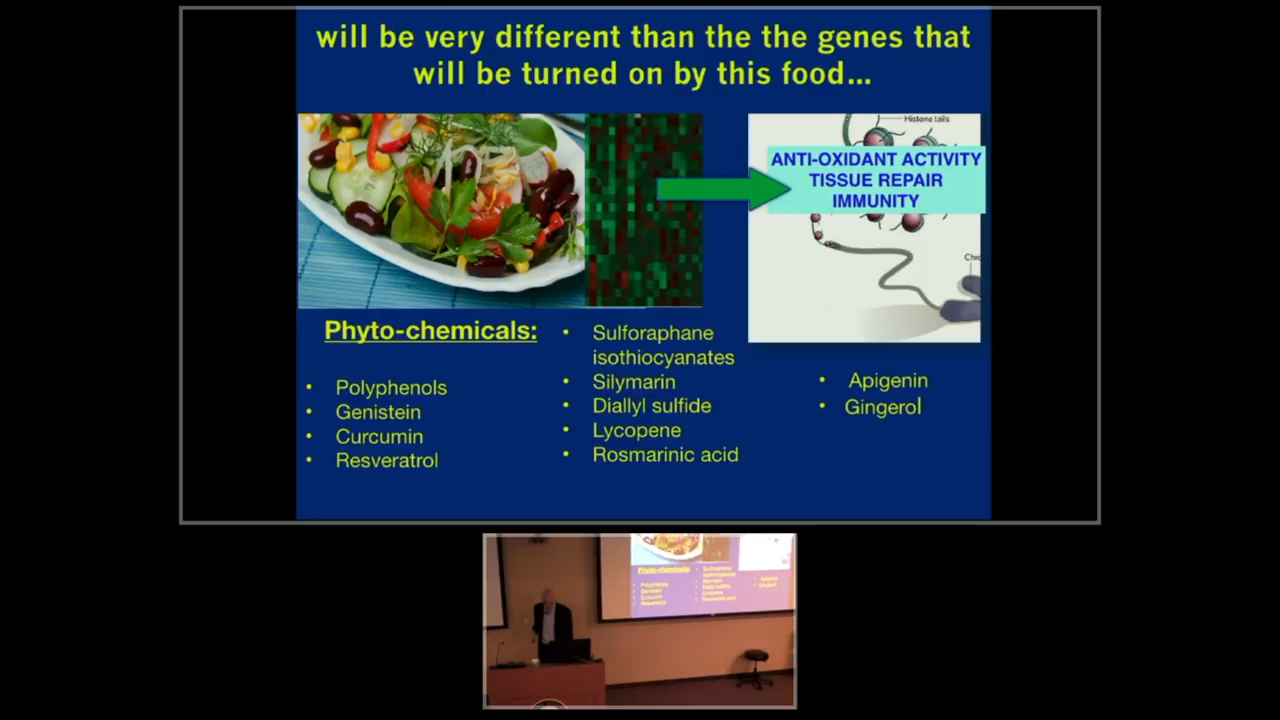 will be very different than the the genes that
will be turned on by this food...
Histone tails
ANTI-OXIDANT ACTIVITY
TISSUE REPAIR
IMMUNITY
Phyto-chemicals:
• Polyphenols
• Genistein
• Curcumin
• Resveratrol
• Sulforaphane
isothiocyanates
• Silymarin
• Diallyl sulfide
• Lycopene
• Rosmarinic acid
• Apigenin
• Gingerol
Phyto-chemicals: